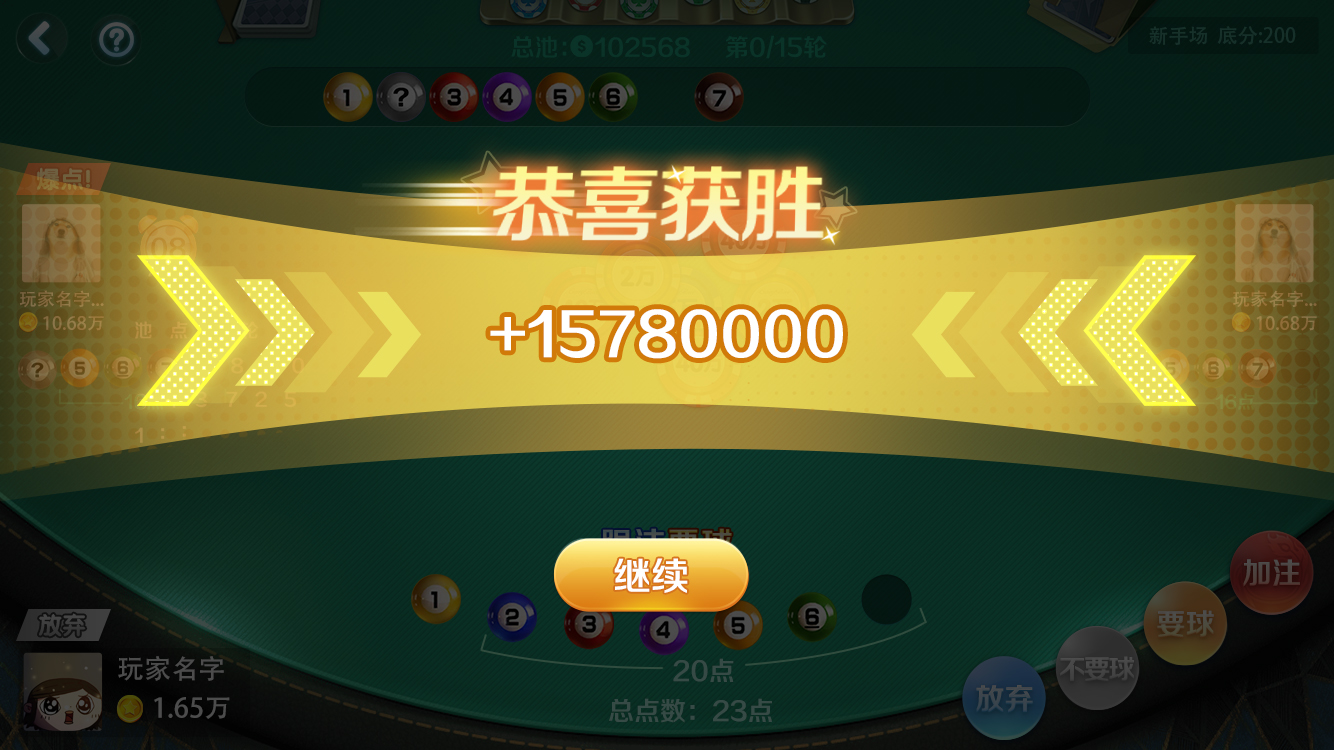 总池:$102568 第0/15轮
新手场 底分:200
1 ? 3 4 5 6 7
爆点!
恭喜获胜
玩家名字...
10.68万
玩家名字...
10.68万
+15780000
? 5 6
6 7
继续
1 2 3 4 5 6
20点
总点数：23点
加注
要球
不要球
放弃
放弃
玩家名字
1.65万